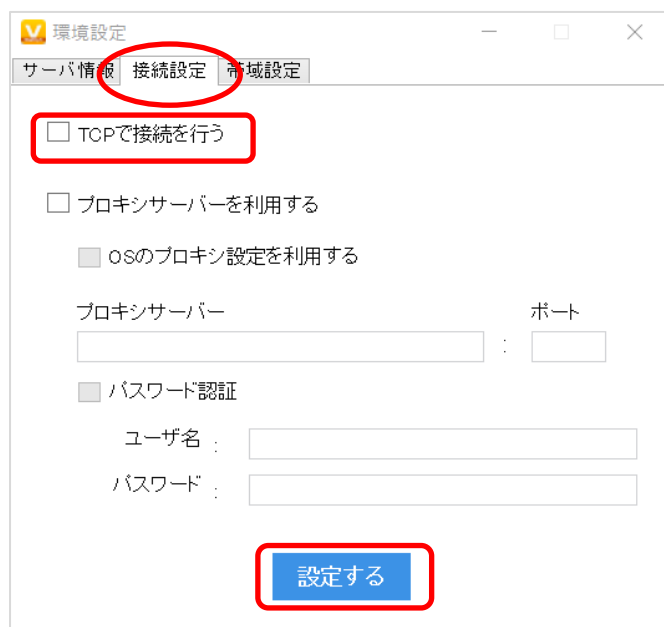 環境設定
サーバ情報 接続設定 帯域設定
TCPで接続を行う
プロキシサーバーを利用する
OSのプロキシ設定を利用する
プロキシサーバー ポート
:
パスワード認証
ユーザ名 :
パスワード :
設定する